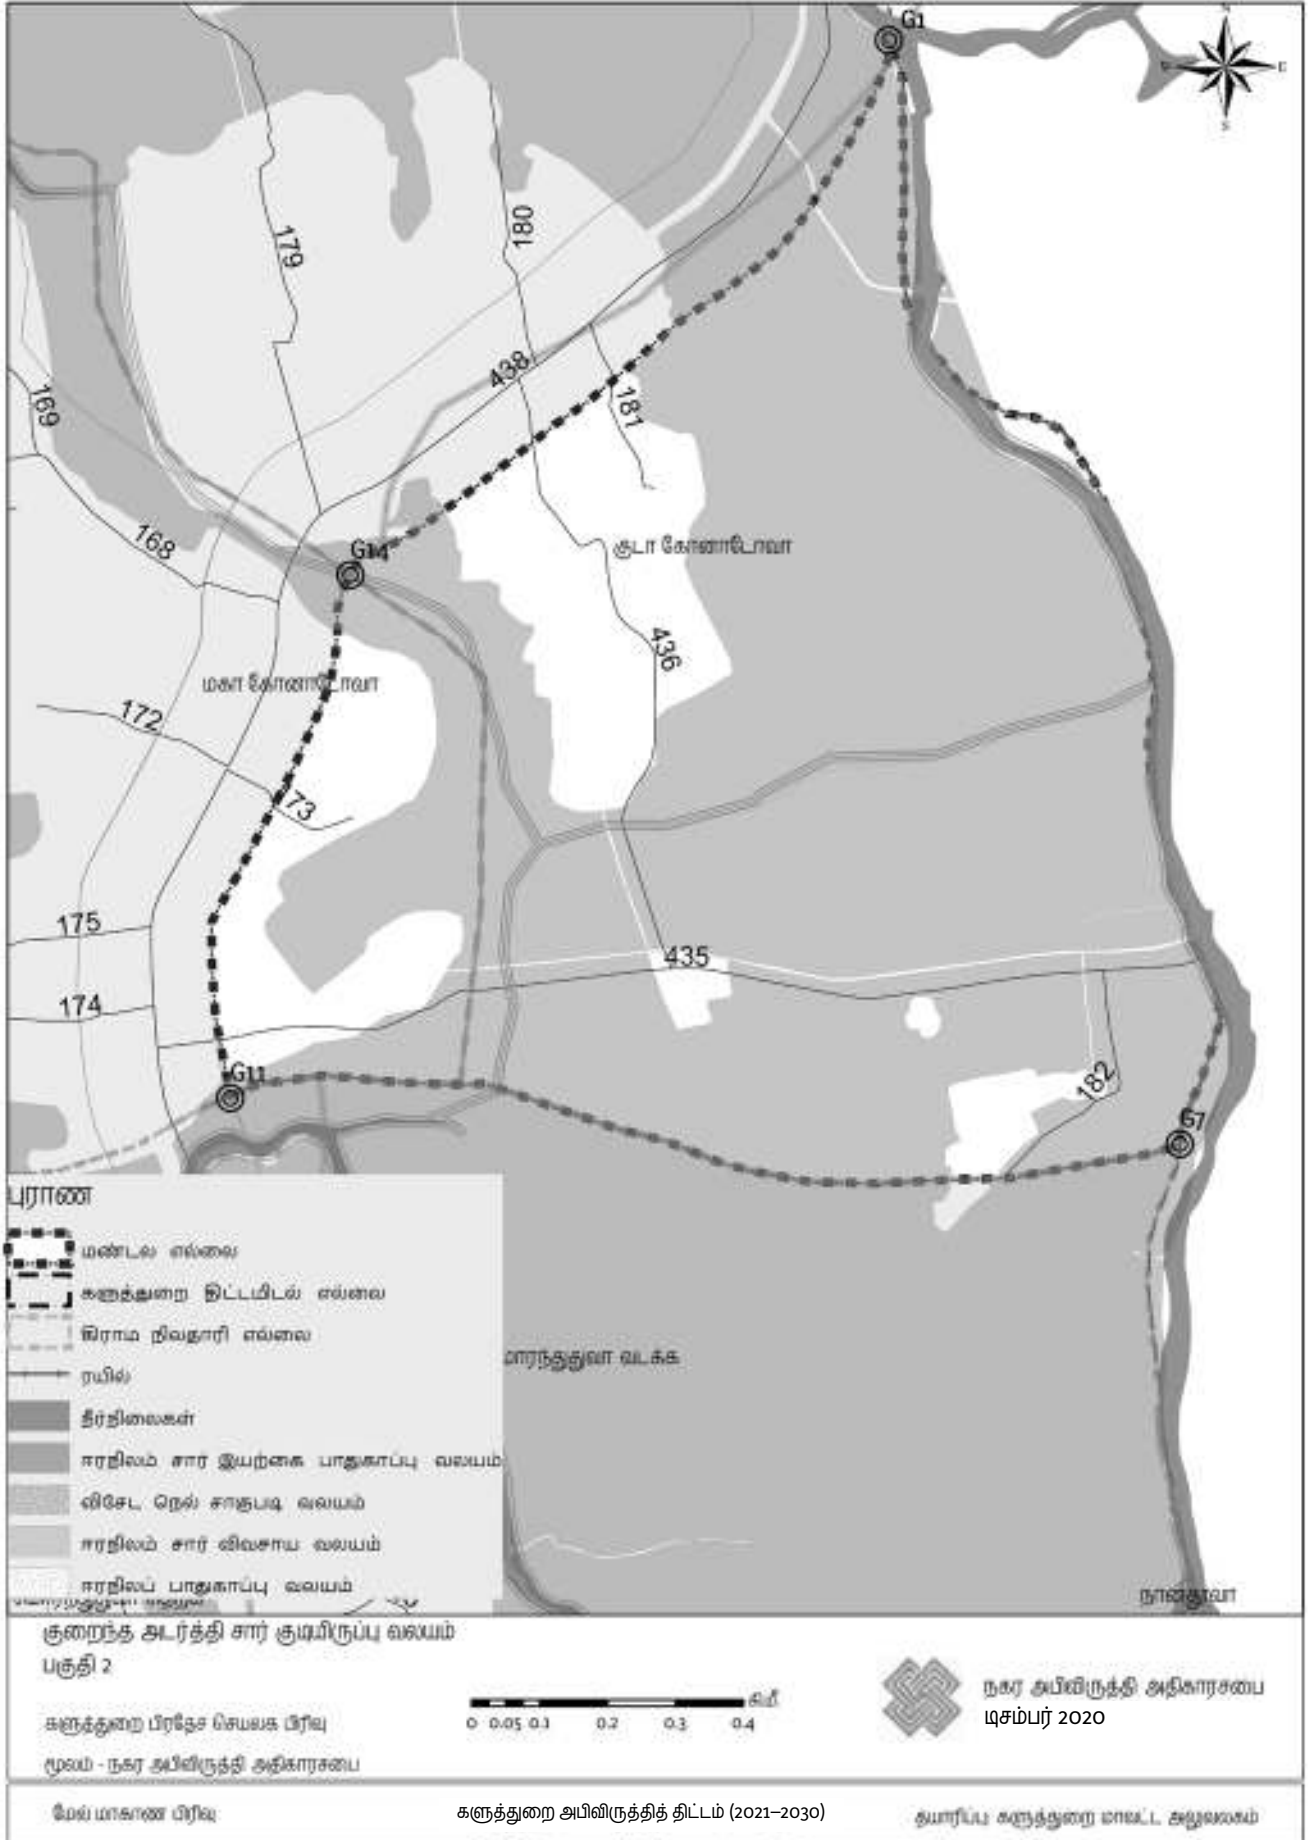 G1
N
E
S
179
180
438
181
169
168
G14
குடா கோனாடோவா
436
மகா கோனாடோவா
172
173
175
435
174
G11
182
G7
புராண
மண்டல எல்லை
களுத்துறை திட்டமிடல் எல்லை
கிராம நிலதாரி எல்லை
ரயில்
நீர்நிலைகள்
ஈரநிலம் சார் இயற்கை பாதுகாப்பு வலயம்
விசேட நெல் சாகுபடி வலயம்
ஈரநிலம் சார் விவசாய வலயம்
ஈரநிலப் பாதுகாப்பு வலயம்
மாரந்துதுவா வடக்க
குறைந்த அடர்த்தி சார் குடியிருப்பு வலயம்
பகுதி 2
களுத்துறை பிரதேச செயலக பிரிவு
மூலம் - நகர அபிவிருத்தி அதிகாரசபை
0 0.05 0.1 0.2 0.3 0.4
கி.மீ
நகர அபிவிருத்தி அதிகாரசபை
டிசம்பர் 2020
மேல் மாகாண பிரிவு
களுத்துறை அபிவிருத்தித் திட்டம் (2021–2030)
தயாரிப்பு: களுத்துறை மாவட்ட அலுவலகம்